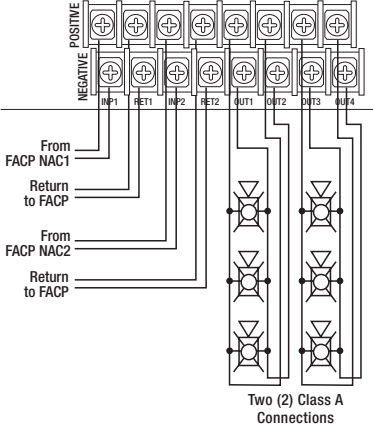 POSITIVE
NEGATIVE
INP1 RET1 INP2 RET2 OUT1 OUT2 OUT3 OUT4
From
FACP NAC1
Return
to FACP
From
FACP NAC2
Return
to FACP
Two (2) Class A
Connections